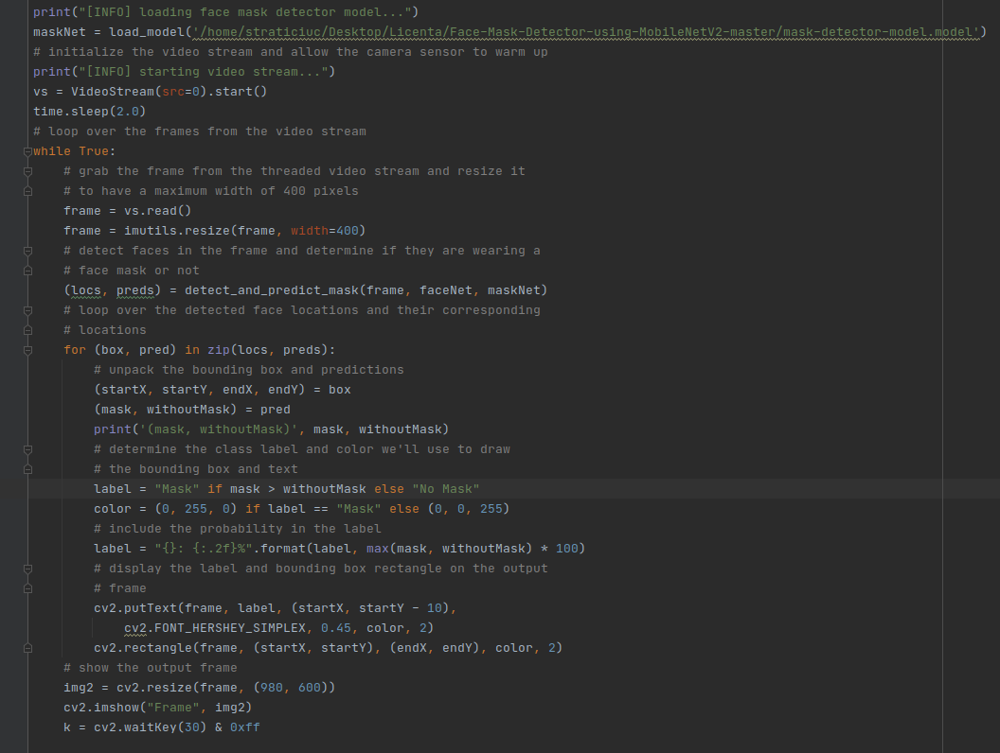 print("[INFO] loading face mask detector model...")
maskNet = load_model('/home/straticiuc/Desktop/Licenta/Face-Mask-Detector-using-MobileNetV2-master/mask-detector-model.model')
# initialize the video stream and allow the camera sensor to warm up
print("[INFO] starting video stream...")
vs = VideoStream(src=0).start()
time.sleep(2.0)
# loop over the frames from the video stream
while True:
    # grab the frame from the threaded video stream and resize it
    # to have a maximum width of 400 pixels
    frame = vs.read()
    frame = imutils.resize(frame, width=400)
    # detect faces in the frame and determine if they are wearing a
    # face mask or not
    (locs, preds) = detect_and_predict_mask(frame, faceNet, maskNet)
    # loop over the detected face locations and their corresponding
    # locations
    for (box, pred) in zip(locs, preds):
        # unpack the bounding box and predictions
        (startX, startY, endX, endY) = box
        (mask, withoutMask) = pred
        print('(mask, withoutMask)', mask, withoutMask)
        # determine the class label and color we'll use to draw
        # the bounding box and text
        label = "Mask" if mask > withoutMask else "No Mask"
        color = (0, 255, 0) if label == "Mask" else (0, 0, 255)
        # include the probability in the label
        label = "{}: {:.2f}%".format(label, max(mask, withoutMask) * 100)
        # display the label and bounding box rectangle on the output
        # frame
        cv2.putText(frame, label, (startX, startY - 10),
            cv2.FONT_HERSHEY_SIMPLEX, 0.45, color, 2)
        cv2.rectangle(frame, (startX, startY), (endX, endY), color, 2)
    # show the output frame
    img2 = cv2.resize(frame, (980, 600))
    cv2.imshow("Frame", img2)
    k = cv2.waitKey(30) & 0xff